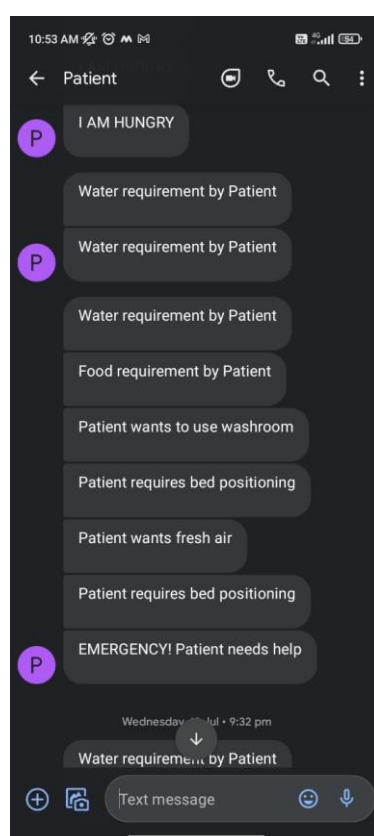 10:53 AM
4G
54
Patient
I AM HUNGRY
P
Water requirement by Patient
Water requirement by Patient
P
Water requirement by Patient
Food requirement by Patient
Patient wants to use washroom
Patient requires bed positioning
Patient wants fresh air
Patient requires bed positioning
EMERGENCY! Patient needs help
P
Wednesday Jul • 9:32 pm
Water requirement by Patient
Text message